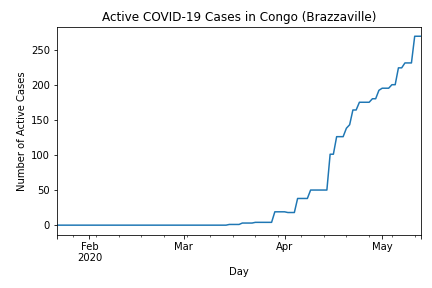 Active COVID-19 Cases in Congo (Brazzaville)
Number of Active Cases
250
200
150
100
50
0
Feb Mar Apr May
2020
Day